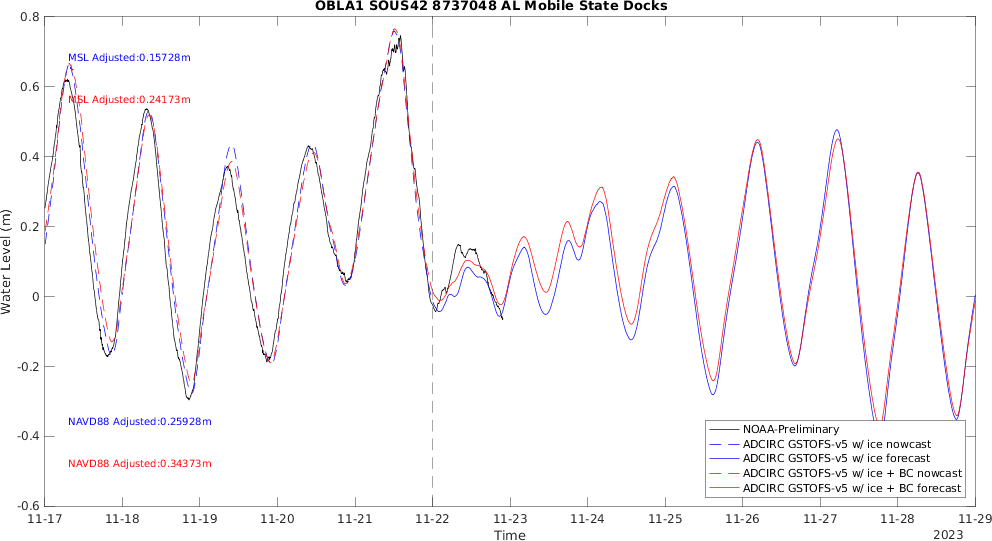 OBLA1 SOUS42 8737048 AL Mobile State Docks
0.8
0.6
0.4
0.2
0
-0.2
-0.4
-0.6
Water Level (m)
MSL Adjusted:0.15728m
MSL Adjusted:0.24173m
NAVD88 Adjusted:0.25928m
NAVD88 Adjusted:0.34373m
NOAA-Preliminary
ADCIRC GSTOFS-v5 w/ ice nowcast
ADCIRC GSTOFS-v5 w/ ice forecast
ADCIRC GSTOFS-v5 w/ ice + BC nowcast
ADCIRC GSTOFS-v5 w/ ice + BC forecast
11-17 11-18 11-19 11-20 11-21 11-22 11-23 11-24 11-25 11-26 11-27 11-28 11-29
Time
2023